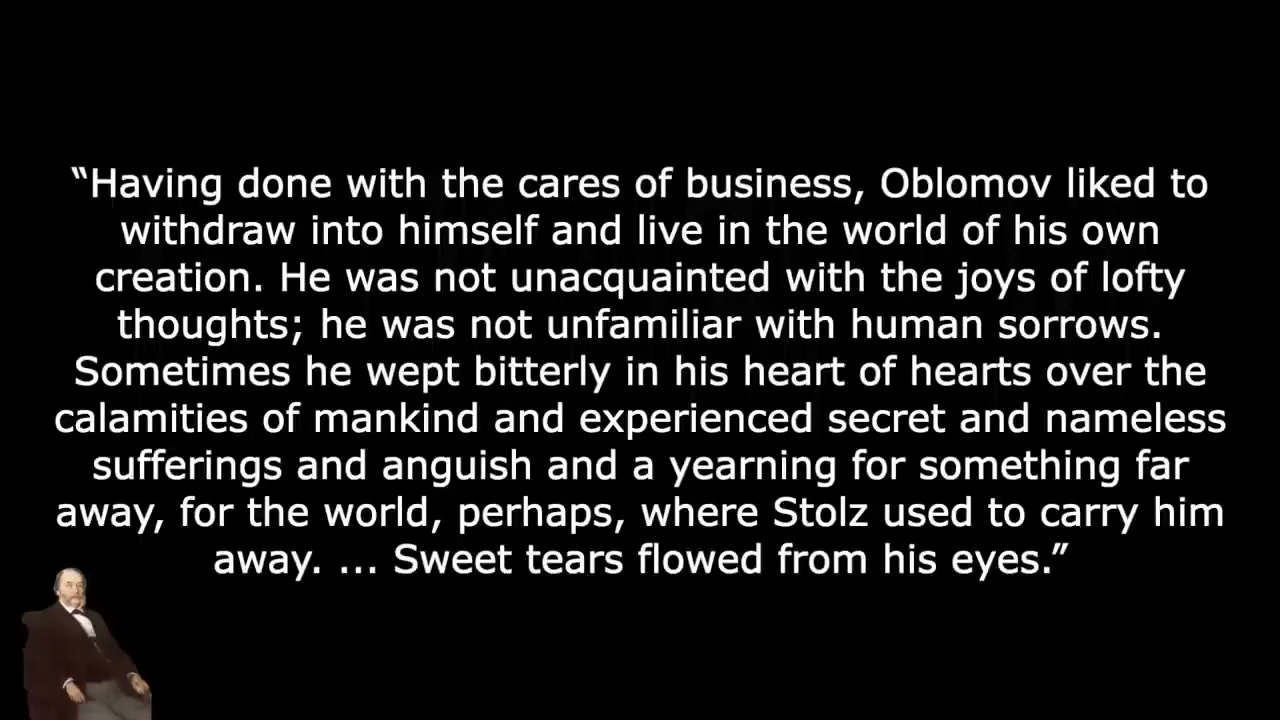 “Having done with the cares of business, Oblomov liked to
withdraw into himself and live in the world of his own
creation. He was not unacquainted with the joys of lofty
thoughts; he was not unfamiliar with human sorrows.
Sometimes he wept bitterly in his heart of hearts over the
calamities of mankind and experienced secret and nameless
sufferings and anguish and a yearning for something far
away, for the world, perhaps, where Stolz used to carry him
away. ... Sweet tears flowed from his eyes.”